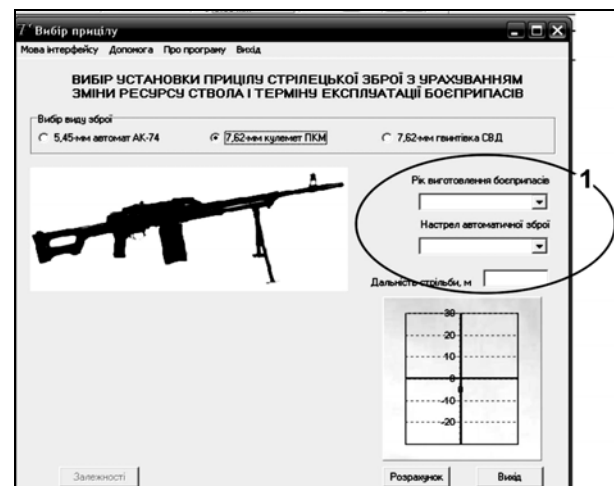 Вибір прицілу
Мова інтерфейсу Допомога Про програму Вихід
ВИБІР УСТАНОВКИ ПРИЦІЛУ СТРІЛЕЦЬКОЇ ЗБРОЇ З УРАХУВАННЯМ
ЗМІНИ РЕСУРСУ СТВОЛА І ТЕРМІНУ ЕКСПЛУАТАЦІЇ БОЄПРИПАСІВ
Вибір виду зброї
5,45-мм автомат АК-74 7,62-мм кулемет ПКМ 7,62-мм гвинтівка СВД
Рік виготовлення боєприпасів
1
Настрел автоматичної зброї
Дальність стрільби, м
30
20
10
0
-10
-20
Залежності Розрахунок Вихід